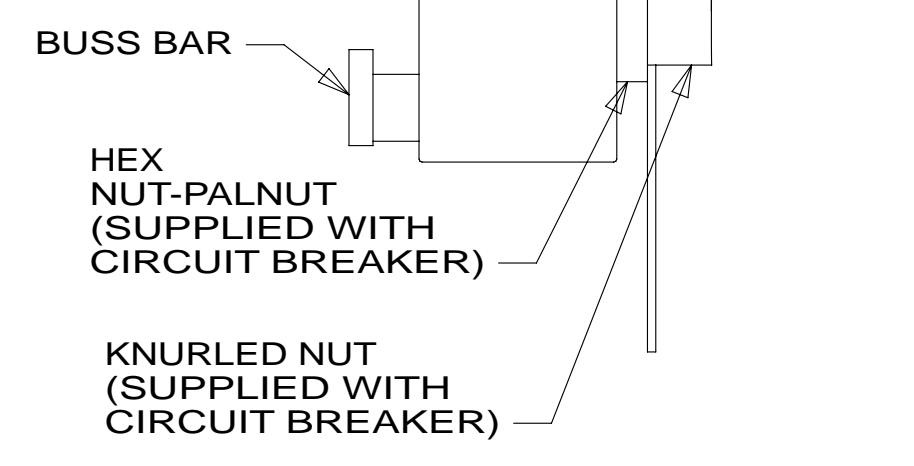 BUSS BAR
HEX
NUT-PALNUT
(SUPPLIED WITH
CIRCUIT BREAKER)
KNURLED NUT
(SUPPLIED WITH
CIRCUIT BREAKER)